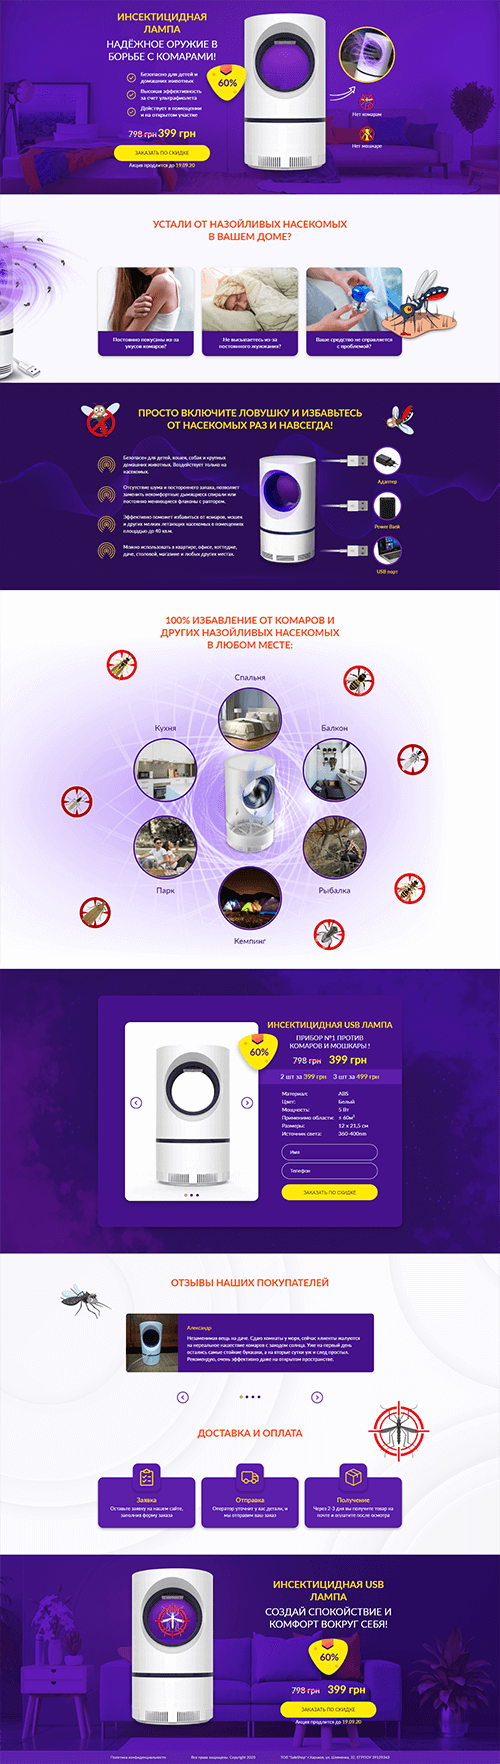 ИНСЕКТИЦИДНАЯ
ЛАМПА
НАДЁЖНОЕ ОРУЖИЕ В
БОРЬБЕ С КОМАРАМИ!
Безопасно для детей и
домашних животных
Высокая эффективность
за счет ультрафиолета
Действует в помещении
и на открытом участке
60%
798 грн 399 грн
ЗАКАЗАТЬ ПО СКИДКЕ
Акция продлится до 19.09.20
Нет комарам
Нет мошкаре
УСТАЛИ ОТ НАЗОЙЛИВЫХ НАСЕКОМЫХ
В ВАШЕМ ДОМЕ?
Постоянно покусаны из-за
укусов комаров?
Не высыпаетесь из-за
постоянного жужжания?
Ваше средство не справляется
с проблемой?
ПРОСТО ВКЛЮЧИТЕ ЛОВУШКУ И ИЗБАВЬТЕСЬ
ОТ НАСЕКОМЫХ РАЗ И НАВСЕГДА!
Безопасен для детей, кошек, собак и крупных
домашних животных. Воздействует только на
насекомых.
Отсутствие шума и постороннего запаха, позволяет
заменить некомфортные дымящиеся спирали или
постоянно меняющиеся флаконы с раптором.
Эффективно поможет избавиться от комаров, мошек
и других мелких летающих насекомых в помещении
площадью до 40 кв.м.
Можно использовать в квартире, офисе, коттедже,
даче, столовой, магазине и любых других местах.
Адаптер
Power Bank
USB порт
100% ИЗБАВЛЕНИЕ ОТ КОМАРОВ И
ДРУГИХ НАЗОЙЛИВЫХ НАСЕКОМЫХ
В ЛЮБОМ МЕСТЕ:
Спальня
Кухня
Балкон
Парк
Рыбалка
Кемпинг
ИНСЕКТИЦИДНАЯ USB ЛАМПА
ПРИБОР №1 ПРОТИВ
КОМАРОВ И МОШКАРЫ !
60%
798 грн 399 грн
2 шт за 399 грн 3 шт за 499 грн
Материал: ABS
Цвет: Белый
Мощность: 5 Вт
Применимо области: ≤ 60м²
Размеры: 12 x 21,5 см
Источник света: 360-400nm
Имя
Телефон
ЗАКАЗАТЬ ПО СКИДКЕ
ОТЗЫВЫ НАШИХ ПОКУПАТЕЛЕЙ
Александр
Незаменимая вещь на даче. Сдаю комнаты у моря, сейчас клиенты жалуются
на нереальное нашествие комаров с заходом солнца. Уже на первый день
остались самые стойкие букашки, а на вторые сутки уж и след простыл.
Рекомендую, очень эффективно даже на открытом пространстве.
ДОСТАВКА И ОПЛАТА
Заявка
Оставьте заявку на нашем сайте,
заполнив форму заказа
Отправка
Оператор уточнит у вас детали, и
мы отправим ваш заказ
Получение
Через 2-3 дня вы получите товар на
почте и оплатите после осмотра
ИНСЕКТИЦИДНАЯ USB
ЛАМПА
СОЗДАЙ СПОКОЙСТВИЕ И
КОМФОРТ ВОКРУГ СЕБЯ!
60%
798 грн 399 грн
ЗАКАЗАТЬ ПО СКИДКЕ
Акция продлится до 19.09.20
Политика конфиденциальности
Все права защищены. Copyright 2020